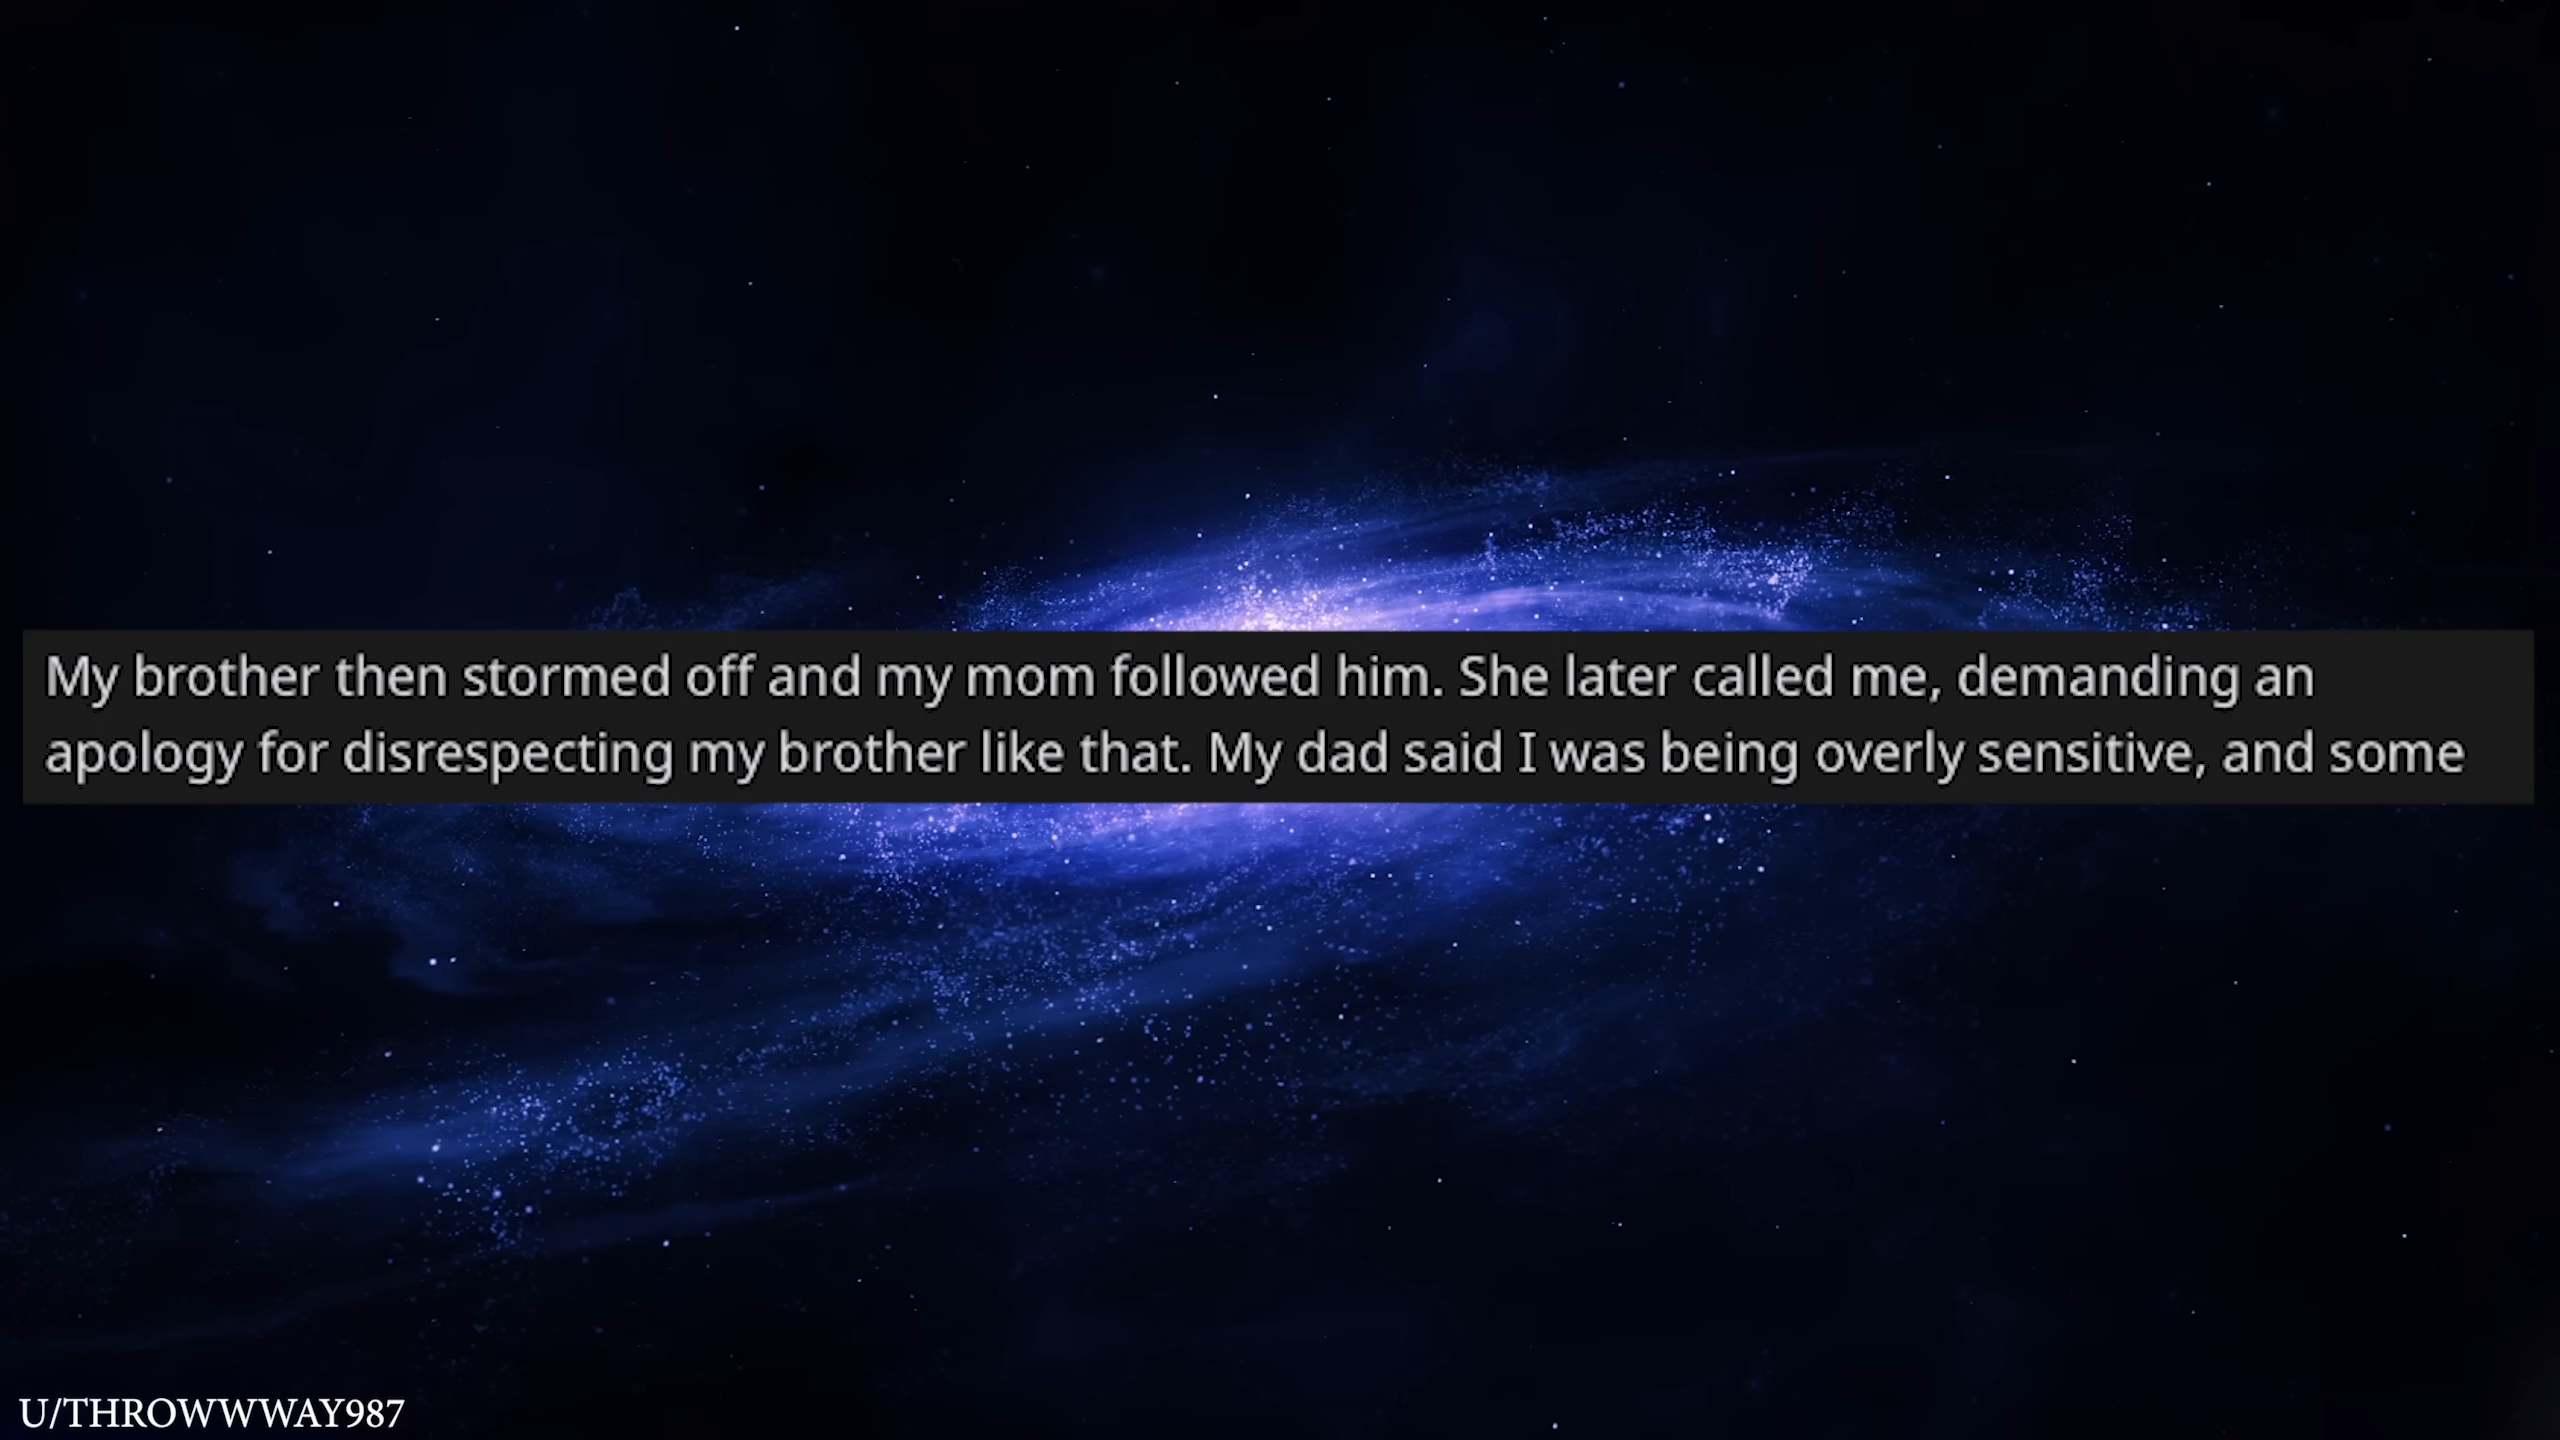 My brother then stormed off and my mom followed him. She later called me, demanding an
apology for disrespecting my brother like that. My dad said I was being overly sensitive, and some
U/THROWWWAY987